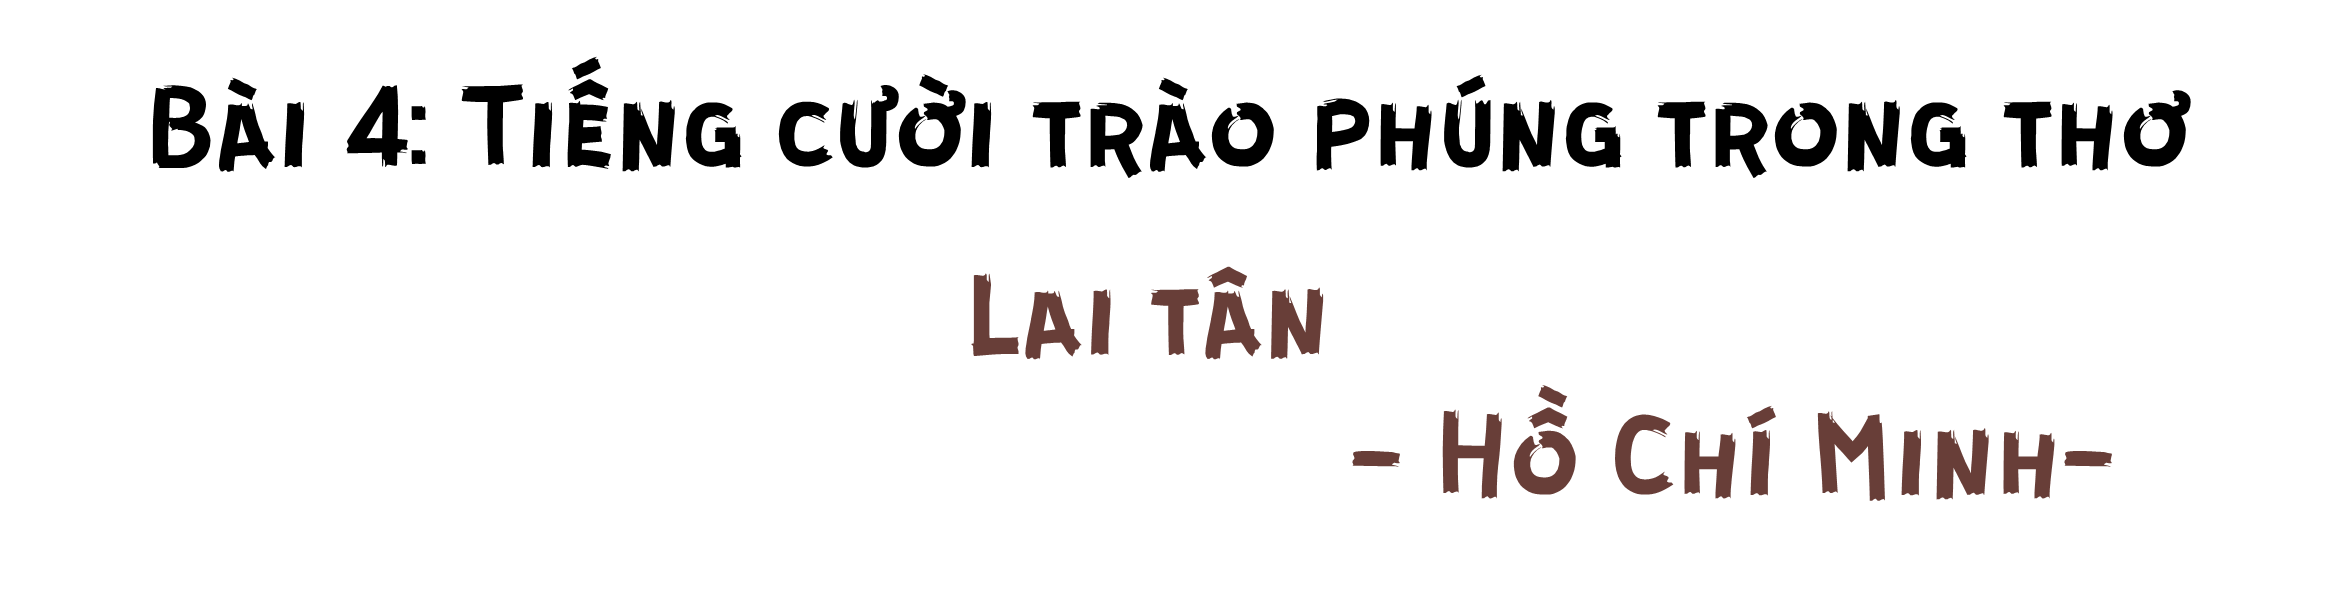 Bài 4: Tiếng cười trào phúng trong thơ
Lai tân
- Hồ Chí Minh-